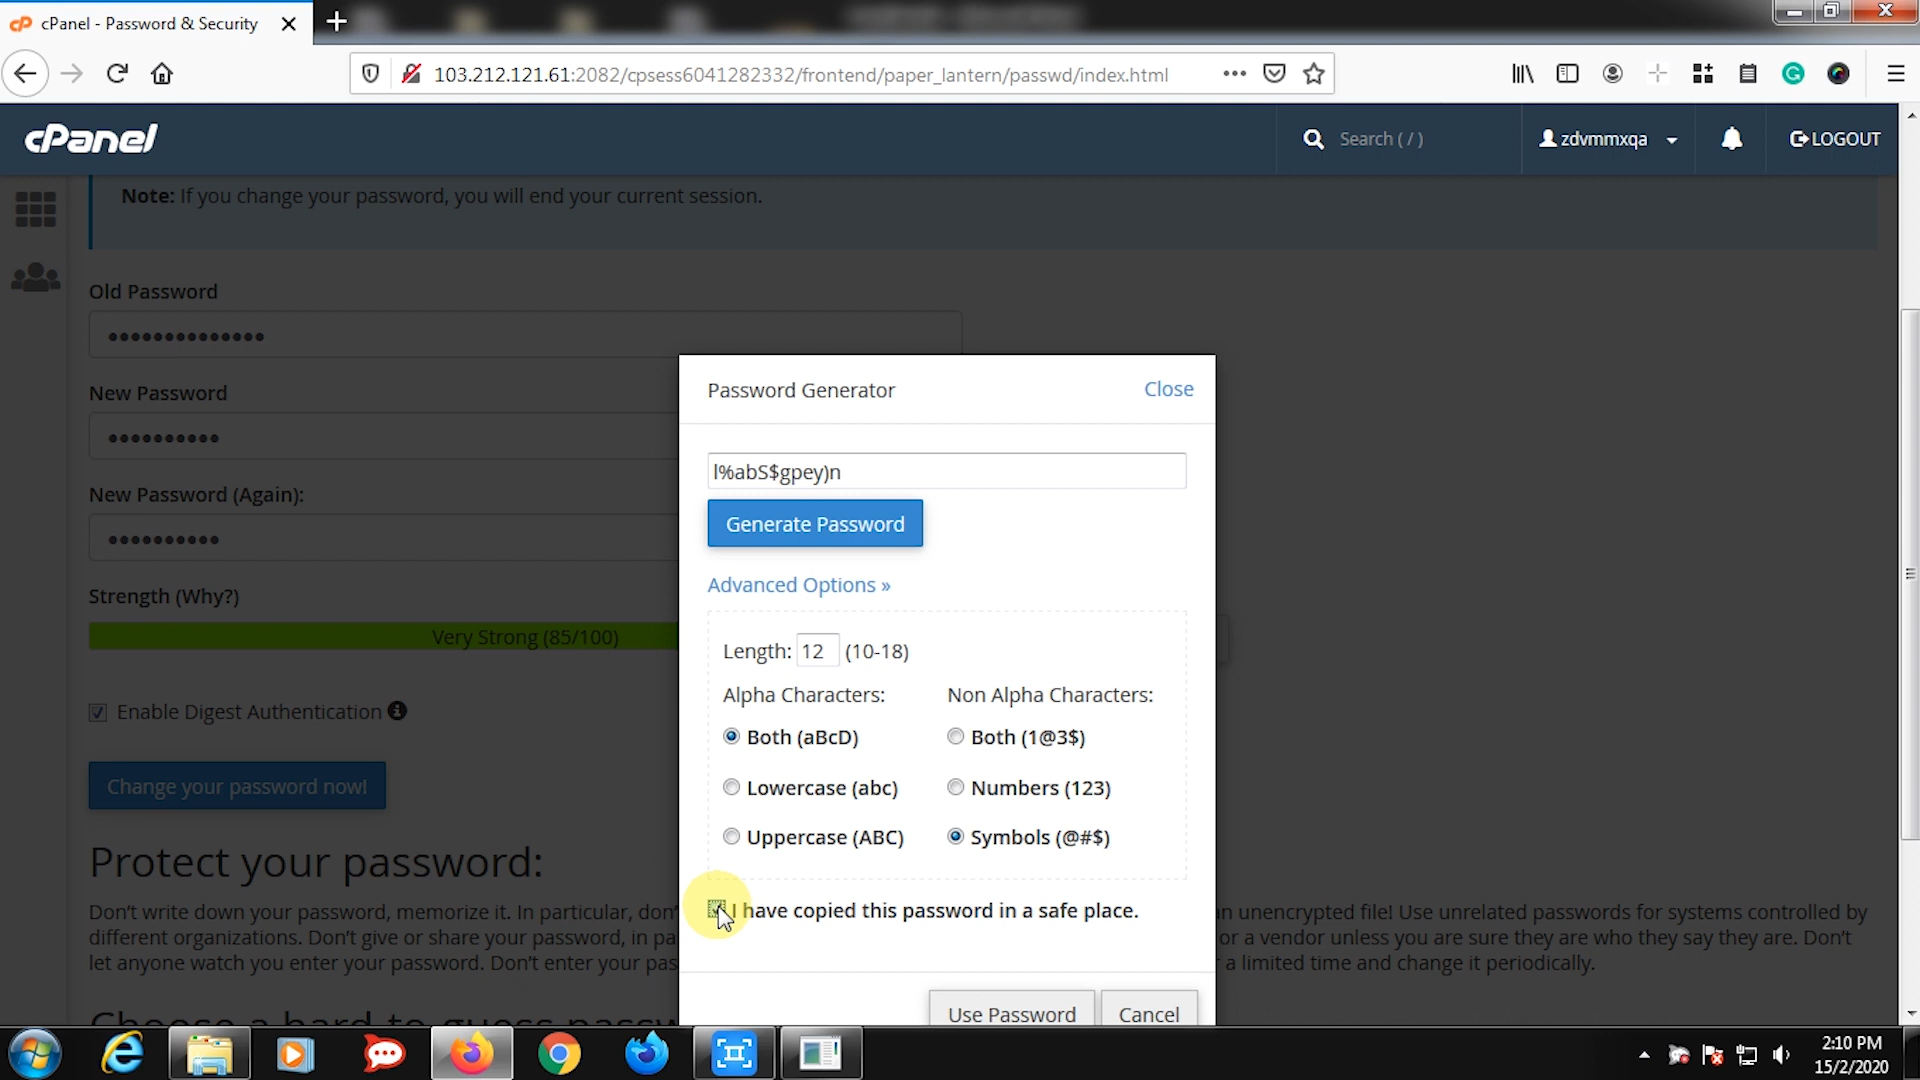 cPanel - Password & Security
103.212.121.61:2082/cpsess6041282332/frontend/paper_lantern/passwd/index.html
cPanel
Search ( / )
zdvmmxqa
LOGOUT
Note: If you change your password, you will end your current session.
Old Password
New Password
New Password (Again):
Strength (Why?)
Very Strong (85/100)
Enable Digest Authentication
Change your password now!
Protect your password:
Don't write down your password, memorize it. In particular, don'
n unencrypted file! Use unrelated passwords for systems controlled by
different organizations. Don't give or share your password, in pa
or a vendor unless you are sure they are who they say they are. Don't
let anyone watch you enter your password. Don't enter your pas
r a limited time and change it periodically.
Choose a hard-to-guess passw
Password Generator
Close
l%abS$gpey)n
Generate Password
Advanced Options »
Length: 12 (10-18)
Alpha Characters:
Non Alpha Characters:
Both (aBcD)
Both (1@3$)
Lowercase (abc)
Numbers (123)
Uppercase (ABC)
Symbols (@#$)
I have copied this password in a safe place.
Use Password
Cancel
2:10 PM
15/2/2020